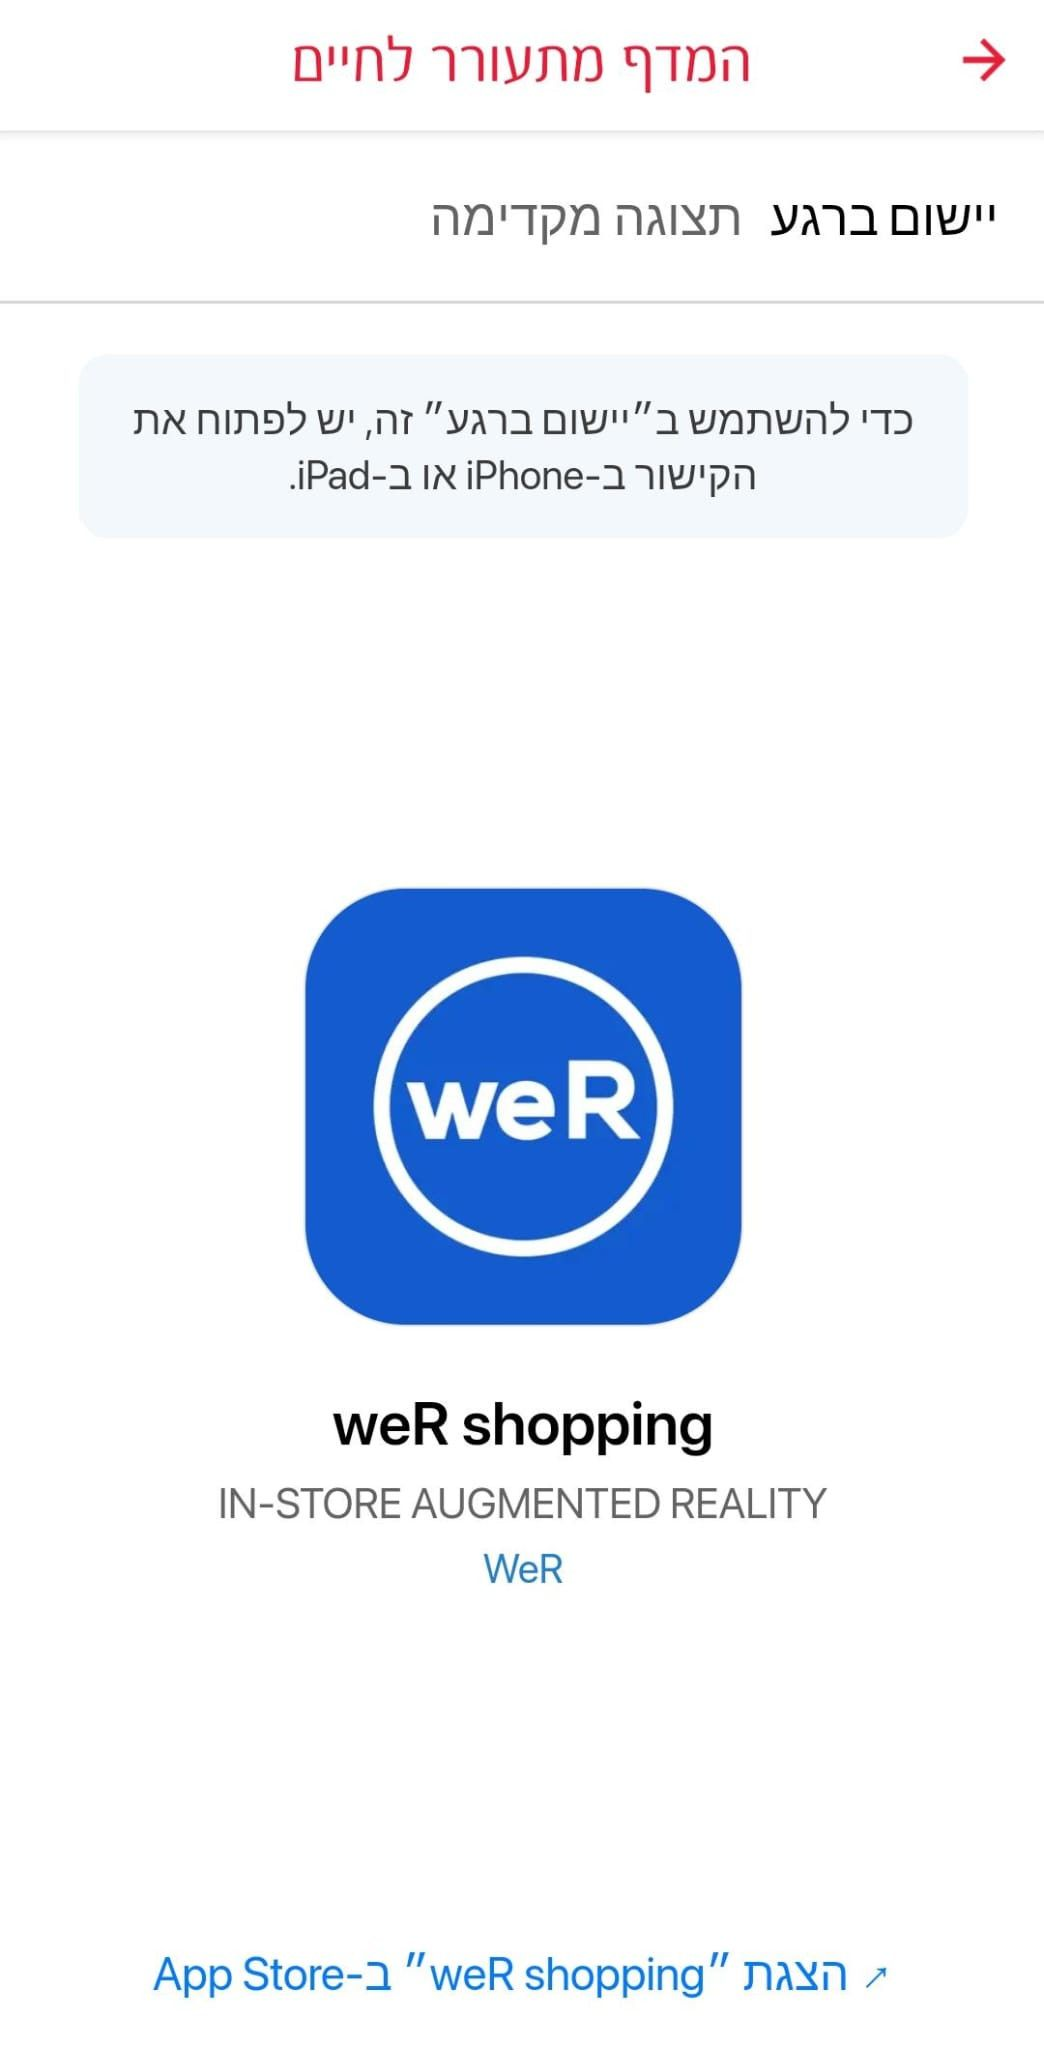 המדף מתעורר לחיים
יישום ברגע תצוגה מקדימה
כדי להשתמש ב״יישום ברגע״ זה, יש לפתוח את
הקישור ב-iPhone או ב-iPad.
weR
weR shopping
IN-STORE AUGMENTED REALITY
WeR
הצגת ״weR shopping״ ב-App Store